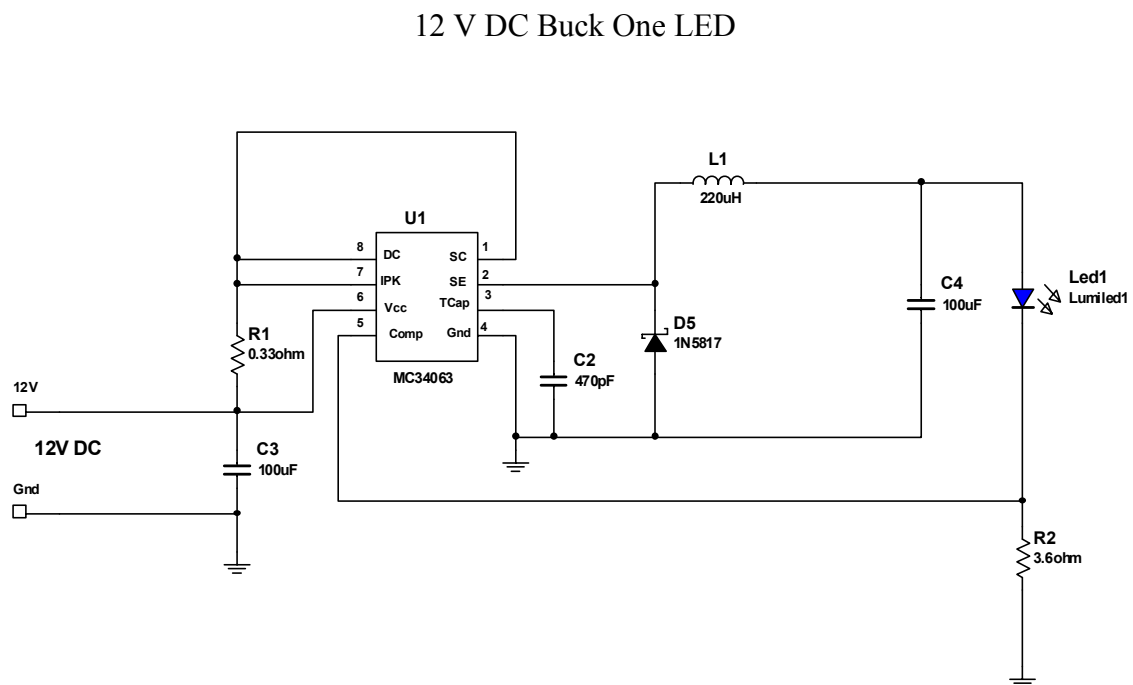 12 V DC Buck One LED
L1
220uH
U1
8
DC
SC
1
7
IPK
SE
2
6
Vcc
TCap
3
5
Comp
Gnd
4
MC34063
R1
0.33ohm
C2
470pF
D5
1N5817
C4
100uF
Led1
Lumiled1
12V
12V DC
C3
100uF
Gnd
R2
3.6ohm